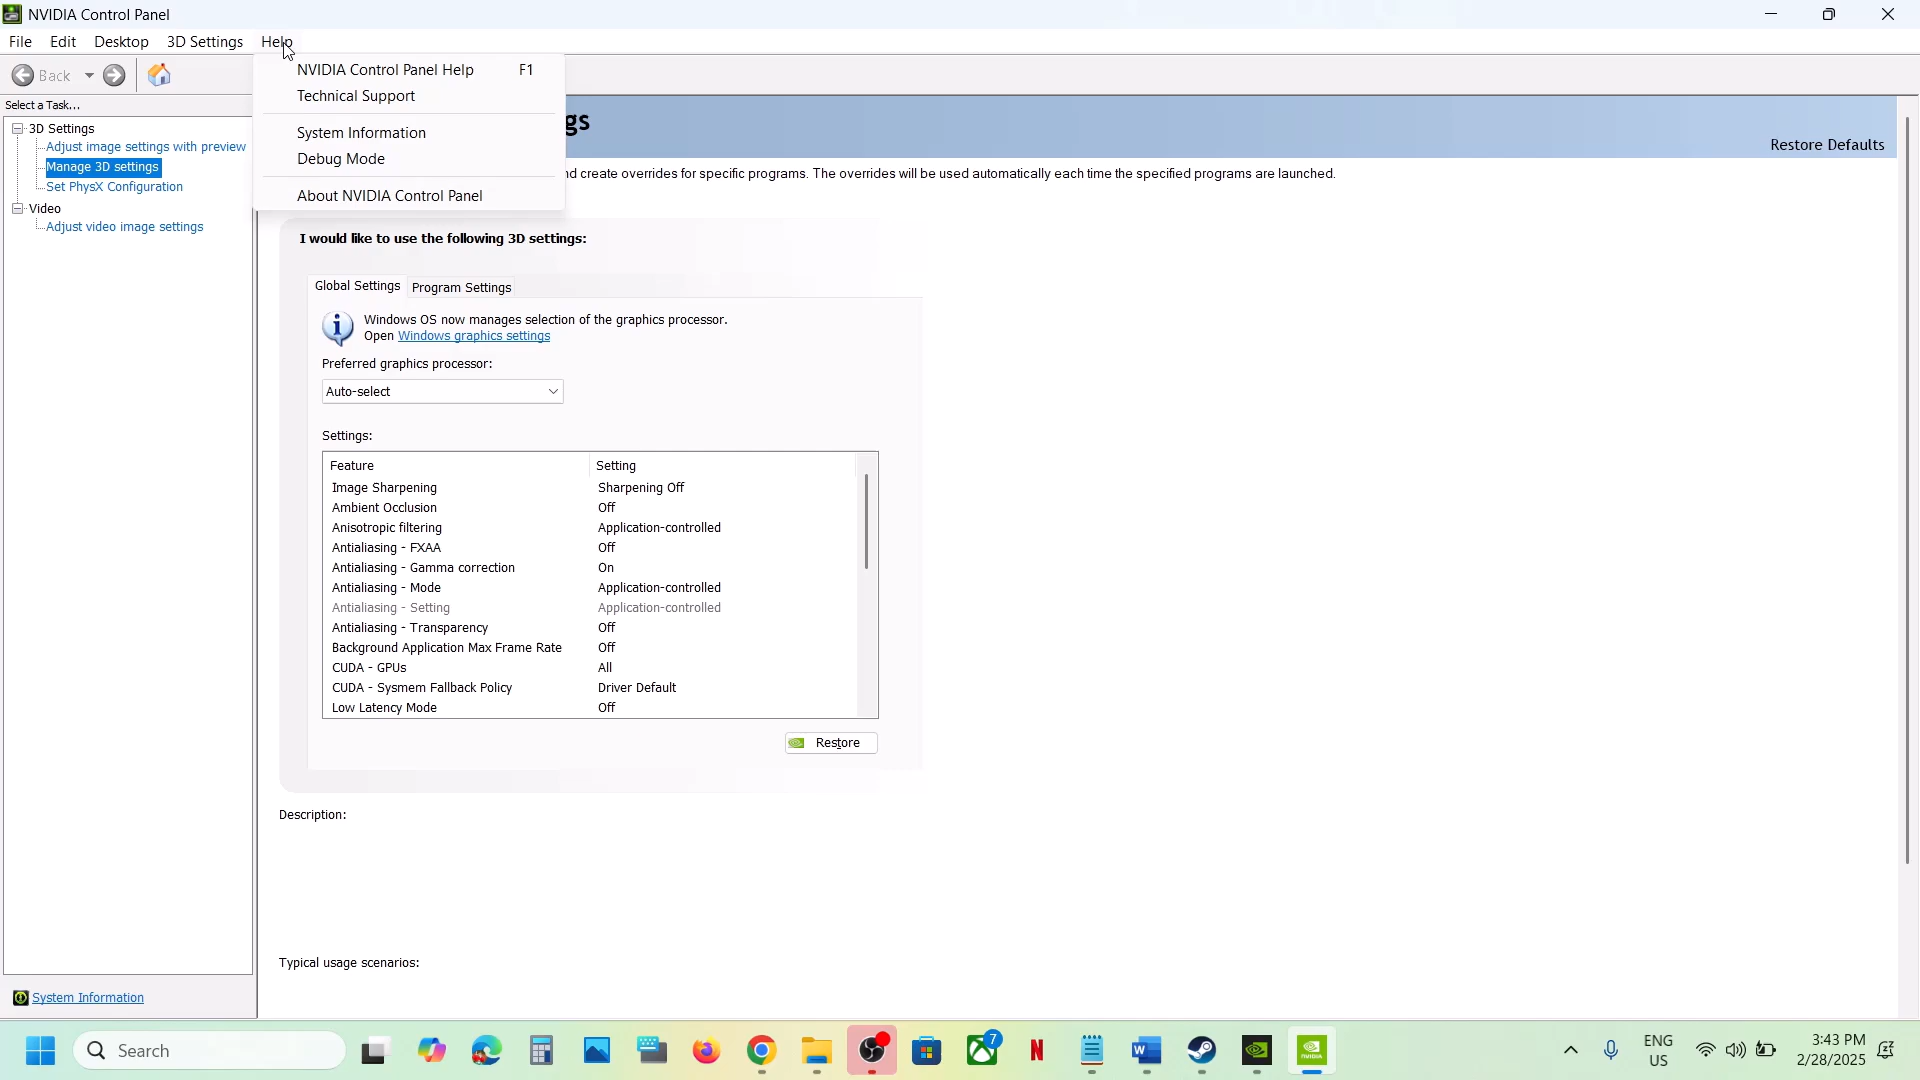 NVIDIA Control Panel
File Edit Desktop 3D Settings Help
Back
NVIDIA Control Panel Help F1
Technical Support
System Information
Debug Mode
About NVIDIA Control Panel
Select a Task...
3D Settings
Adjust image settings with preview
Manage 3D settings
Set PhysX Configuration
Video
Adjust video image settings
System Information
gs
Restore Defaults
nd create overrides for specific programs. The overrides will be used automatically each time the specified programs are launched.
I would like to use the following 3D settings:
Global Settings Program Settings
Windows OS now manages selection of the graphics processor.
Open Windows graphics settings
Preferred graphics processor:
Auto-select
Settings:
Feature Setting
Image Sharpening Sharpening Off
Ambient Occlusion Off
Anisotropic filtering Application-controlled
Antialiasing - FXAA Off
Antialiasing - Gamma correction On
Antialiasing - Mode Application-controlled
Antialiasing - Setting Application-controlled
Antialiasing - Transparency Off
Background Application Max Frame Rate Off
CUDA - GPUs All
CUDA - Sysmem Fallback Policy Driver Default
Low Latency Mode Off
Restore
Description:
Typical usage scenarios:
Search
7
ENG
US
3:43 PM
2/28/2025